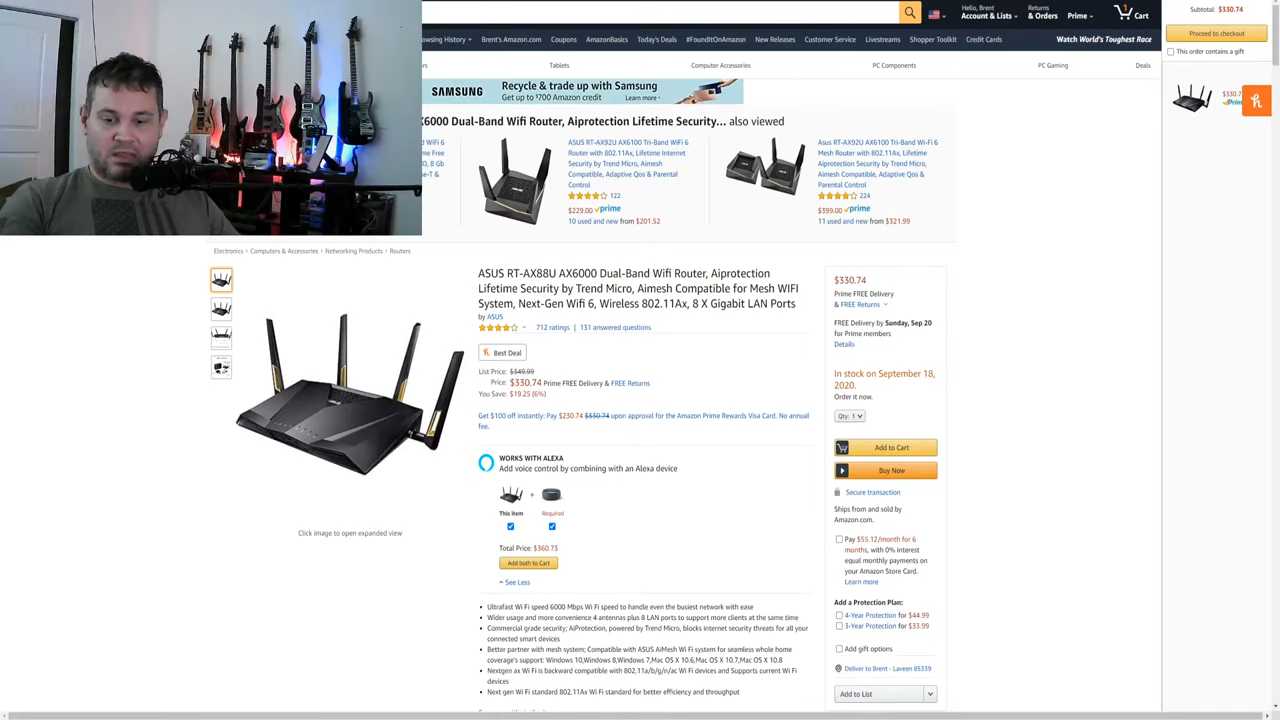 Hello, Brent
Account & Lists
Returns
& Orders
Prime
1
Cart
Subtotal: $330.74
Proceed to checkout
This order contains a gift
Brent's Amazon.com
Coupons
AmazonBasics
Today's Deals
#FoundItOnAmazon
New Releases
Customer Service
Livestreams
Shopper Toolkit
Credit Cards
Watch World's Toughest Race
Tablets
Computer Accessories
PC Components
PC Gaming
Deals
SAMSUNG
Recycle & trade up with Samsung
Get up to $700 Amazon credit
Learn more
X6000 Dual-Band Wifi Router, Aiprotection Lifetime Security… also viewed
ASUS RT-AX92U AX6100 Tri-Band WiFi 6
Router with 802.11Ax, Lifetime Internet
Security by Trend Micro, Aimesh
Compatible, Adaptive Qos & Parental
Control
122
$229.00 prime
10 used and new from $201.52
Asus RT-AX92U AX6100 Tri-Band Wi-Fi 6
Mesh Router with 802.11Ax, Lifetime
Aiprotection Security by Trend Micro,
Aimesh Compatible, Adaptive Qos &
Parental Control
224
$399.00 prime
11 used and new from $321.99
Electronics › Computers & Accessories › Networking Products › Routers
ASUS RT-AX88U AX6000 Dual-Band Wifi Router, Aiprotection
Lifetime Security by Trend Micro, Aimesh Compatible for Mesh WIFI
System, Next-Gen Wifi 6, Wireless 802.11Ax, 8 X Gigabit LAN Ports
by ASUS
712 ratings | 131 answered questions
Best Deal
List Price: $349.99
Price: $330.74 Prime FREE Delivery & FREE Returns
You Save: $19.25 (6%)
Get $100 off instantly: Pay $230.74 $330.74 upon approval for the Amazon Prime Rewards Visa Card. No annual
fee.
WORKS WITH ALEXA
Add voice control by combining with an Alexa device
+
This item
Required
Total Price: $360.73
Add both to Cart
See Less
• Ultrafast Wi Fi speed 6000 Mbps Wi Fi speed to handle even the busiest network with ease
• Wider usage and more convenience 4 antennas plus 8 LAN ports to support more clients at the same time
• Commercial grade security; AiProtection, powered by Trend Micro, blocks internet security threats for all your
connected smart devices
• Better partner with mesh system; Compatible with ASUS AiMesh Wi Fi system for seamless whole home
coverage's support: Windows 10,Windows 8,Windows 7,Mac OS X 10.6,Mac OS X 10.7,Mac OS X 10.8
• Nextgen ax Wi Fi is backward compatible with 802.11a/b/g/n/ac Wi Fi devices and Supports current Wi Fi
devices
• Next gen Wi Fi standard 802.11Ax Wi Fi standard for better efficiency and throughput
Click image to open expanded view
$330.74
Prime FREE Delivery
& FREE Returns
FREE Delivery by Sunday, Sep 20
for Prime members
Details
In stock on September 18,
2020.
Order it now.
Qty: 1
Add to Cart
Buy Now
Secure transaction
Ships from and sold by
Amazon.com.
Pay $55.12/month for 6
months, with 0% interest
equal monthly payments on
your Amazon Store Card.
Learn more
Add a Protection Plan:
4-Year Protection for $44.99
3-Year Protection for $33.99
Add gift options
Deliver to Brent - Laveen 85339
Add to List